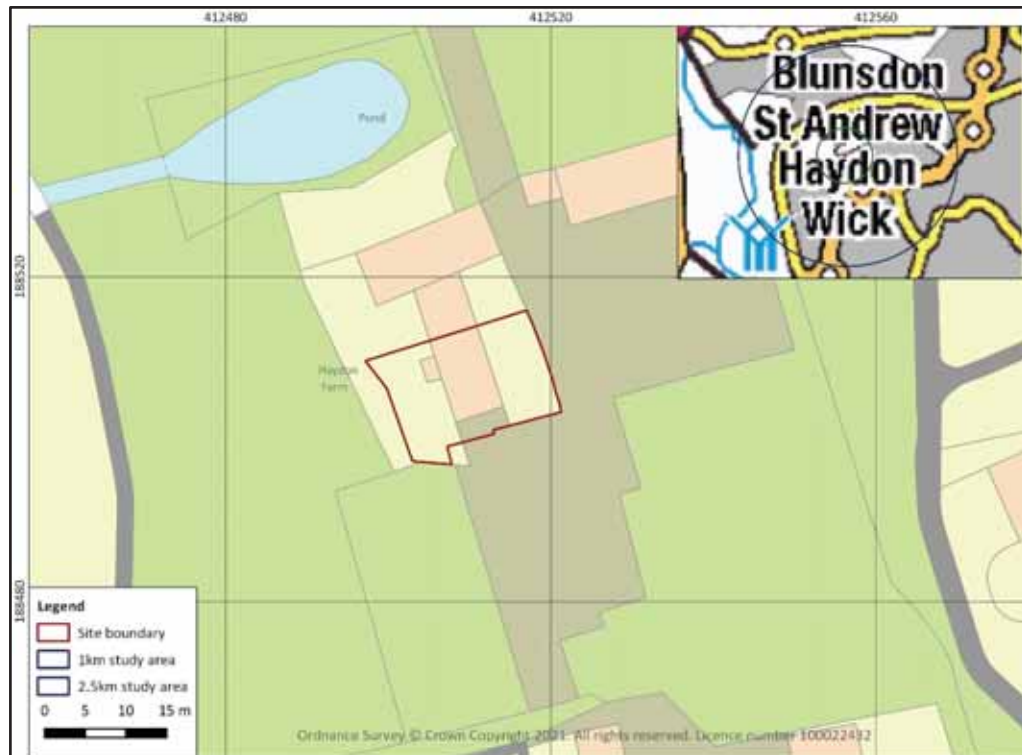 412480
412520
412560
Blunsdon
St Andrew
Haydon
Wick
Pond
188520
Haydon
Farm
188480
Legend
Site boundary
1km study area
2.5km study area
0 5 10 15 m
Ordnance Survey © Crown Copyright 2021. All rights reserved. Licence number 100022432